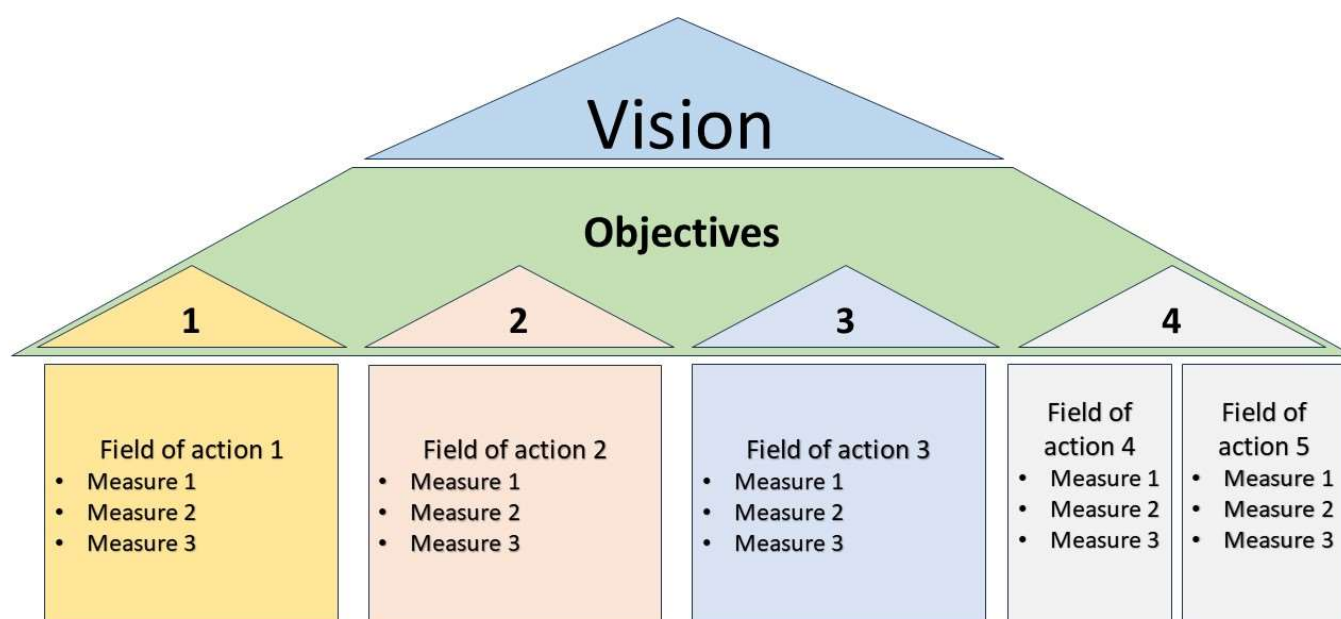 Vision
Objectives
1
2
3
4
Field of action 1
• Measure 1
• Measure 2
• Measure 3
Field of action 2
• Measure 1
• Measure 2
• Measure 3
Field of action 3
• Measure 1
• Measure 2
• Measure 3
Field of
action 4
• Measure 1
• Measure 2
• Measure 3
Field of
action 5
• Measure 1
• Measure 2
• Measure 3